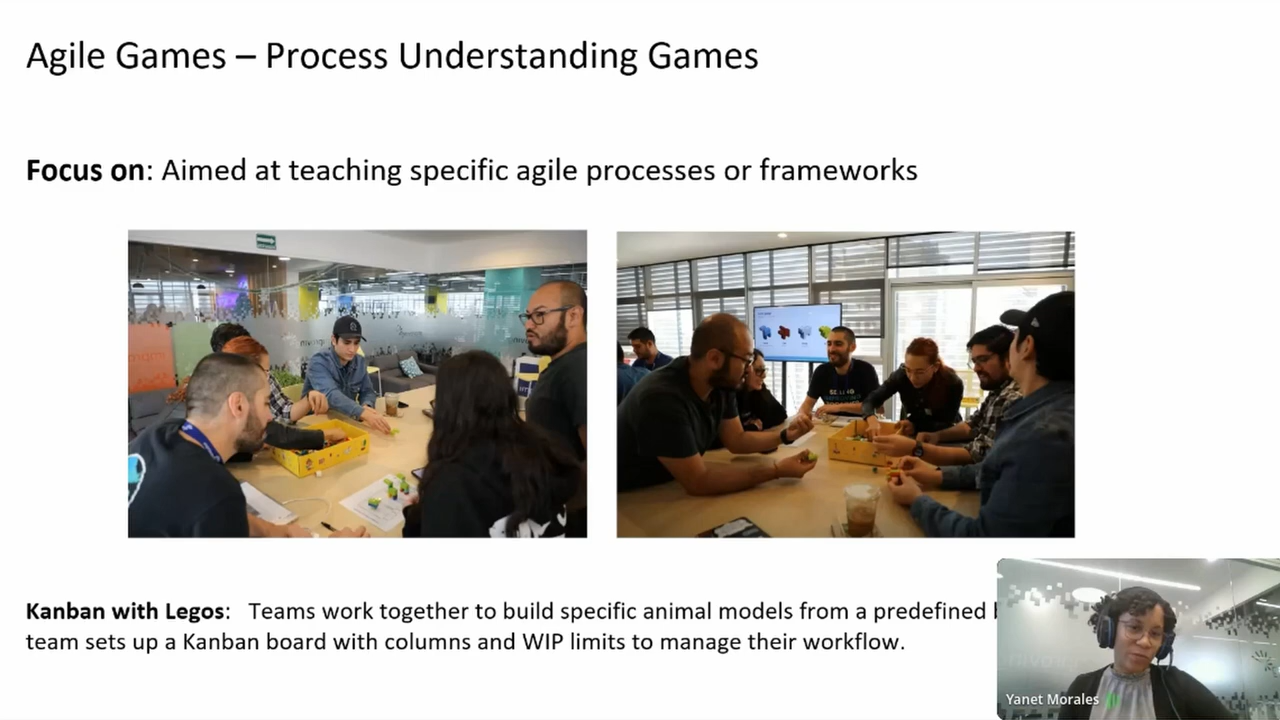 Agile Games – Process Understanding Games
Focus on: Aimed at teaching specific agile processes or frameworks
Kanban with Legos: Teams work together to build specific animal models from a predefined
team sets up a Kanban board with columns and WIP limits to manage their workflow.
Yanet Morales